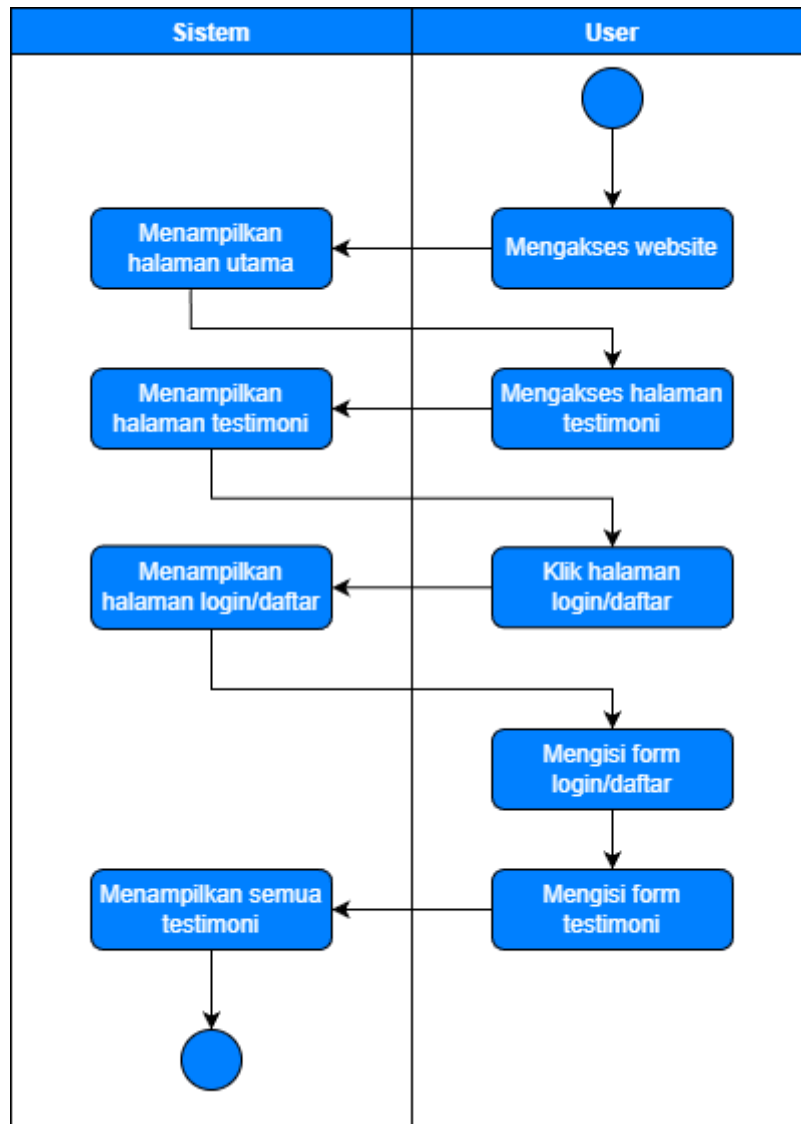 Sistem
User
Menampilkan
halaman utama
Mengakses website
Menampilkan
halaman testimoni
Mengakses halaman
testimoni
Menampilkan
halaman login/daftar
Klik halaman
login/daftar
Mengisi form
login/daftar
Menampilkan semua
testimoni
Mengisi form
testimoni